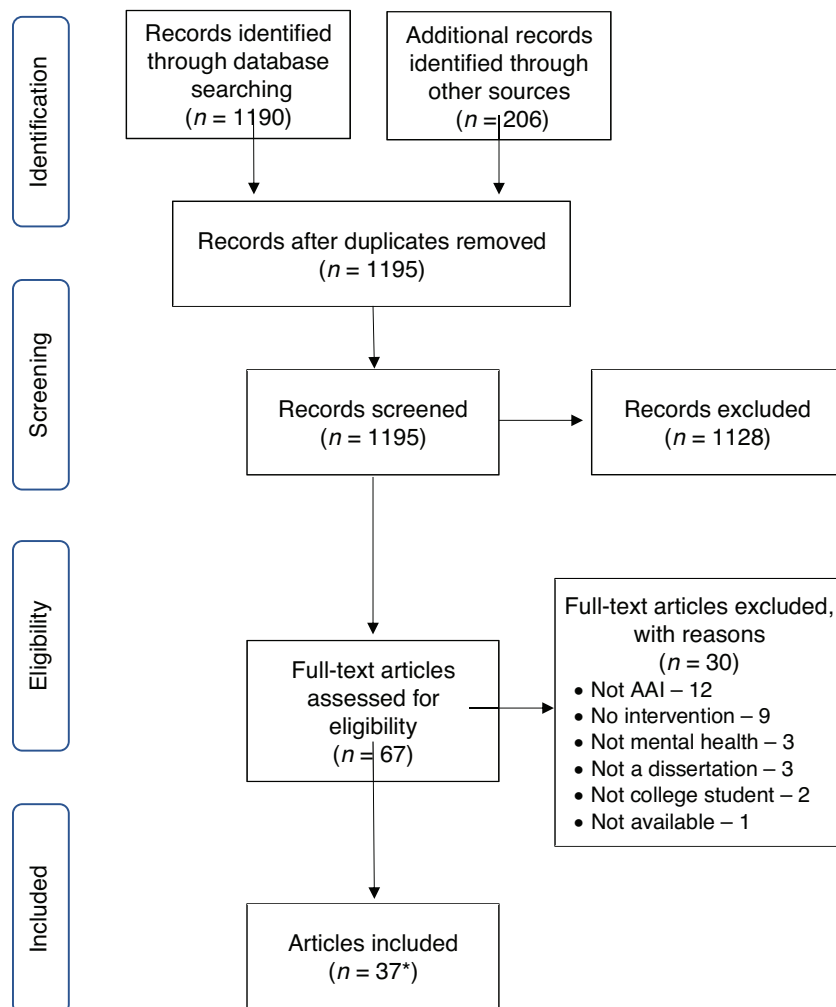 Identification
Records identified
through database
searching
(n = 1190)
Additional records
identified through
other sources
(n = 206)
Records after duplicates removed
(n = 1195)
Screening
Records screened
(n = 1195)
Records excluded
(n = 1128)
Eligibility
Full-text articles
assessed for
eligibility
(n = 67)
Full-text articles excluded,
with reasons
(n = 30)
• Not AAI – 12
• No intervention – 9
• Not mental health – 3
• Not a dissertation – 3
• Not college student – 2
• Not available – 1
Included
Articles included
(n = 37*)